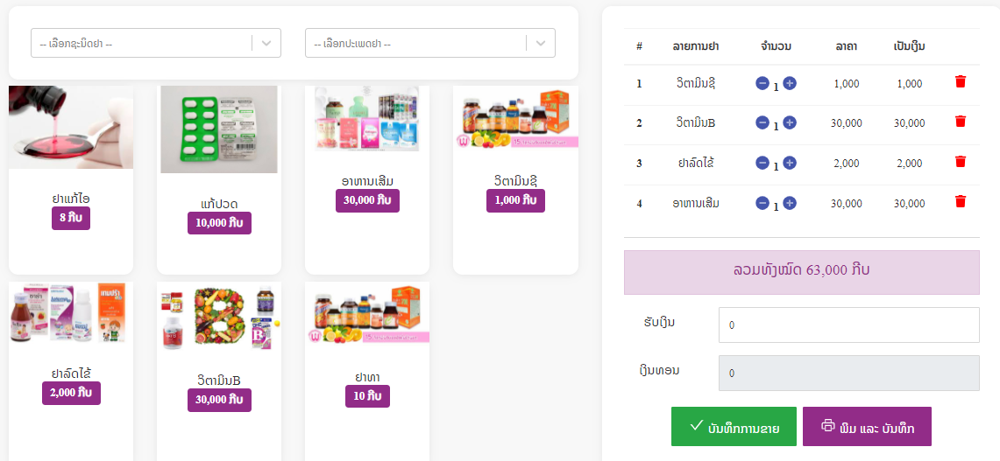 -- ເລືອກຊະນິດຢາ --
-- ເລືອກປະເພດຢາ --
ຢາແກ້ໄອ
8 ກີບ
ແກ້ປວດ
10,000 ກີບ
ອາຫານເສີມ
30,000 ກີບ
ວິຕາມິນຊີ
1,000 ກີບ
ຢາລົດໄຂ້
2,000 ກີບ
B
ວິຕາມິນB
30,000 ກີບ
ຢາທາ
10 ກີບ
# ລາຍການຢາ ຈຳນວນ ລາຄາ ເປັນເງິນ
1 ວິຕາມິນຊີ 1 1,000 1,000
2 ວິຕາມິນB 1 30,000 30,000
3 ຢາລົດໄຂ້ 1 2,000 2,000
4 ອາຫານເສີມ 1 30,000 30,000
ລວມທັງໝົດ 63,000 ກີບ
ຮັບເງິນ 0
ເງິນທອນ 0
ບັນທຶກການຂາຍ
ພິມ ແລະ ບັນທຶກ